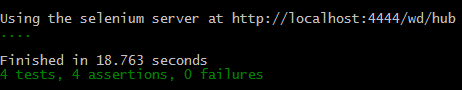 Using the selenium server at http://localhost:4444/wd/hub
....
Finished in 18.763 seconds
4 tests, 4 assertions, 0 failures